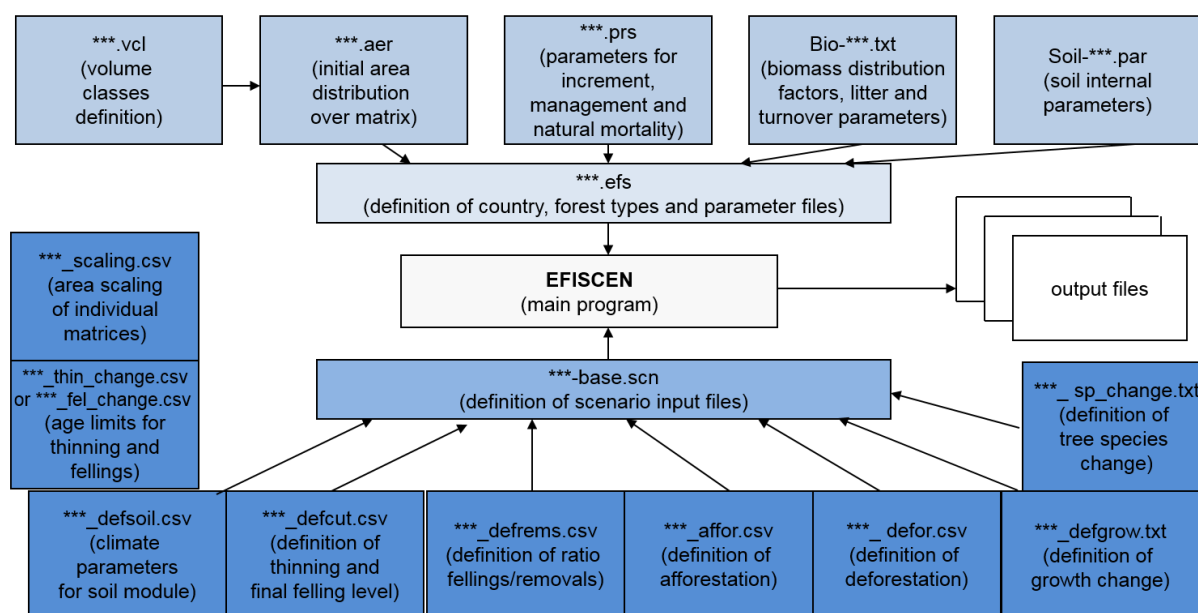 ***.vcl
(volume
classes
definition)
***.aer
(initial area
distribution
over matrix)
***.prs
(parameters for
increment,
management and
natural mortality)
Bio-***.txt
(biomass distribution
factors, litter and
turnover parameters)
Soil-***.par
(soil internal
parameters)
***.efs
(definition of country, forest types and parameter files)
EFISCEN
(main program)
output files
***_scaling.csv
(area scaling
of individual
matrices)
***_thin_change.csv
or ***_fel_change.csv
(age limits for
thinning and
fellings)
***-base.scn
(definition of scenario input files)
***_ sp_change.txt
(definition of
tree species
change)
***_defsoil.csv
(climate
parameters
for soil module)
***_defcut.csv
(definition of
thinning and
final felling level)
***_defrems.csv
(definition of ratio
fellings/removals)
***_affor.csv
(definition of
afforestation)
***_ defor.csv
(definition of
deforestation)
***_defgrow.txt
(definition of
growth change)